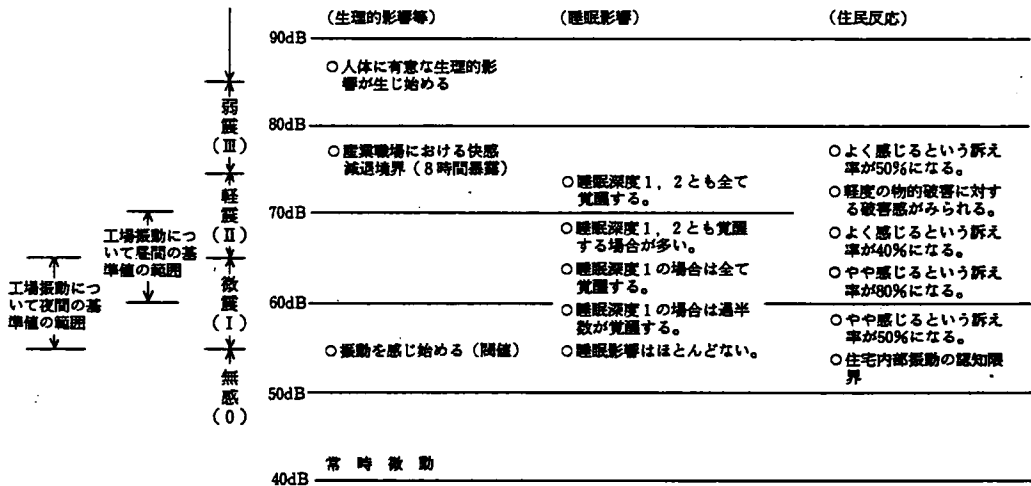 (生理的影響等)
(睡眠影響)
(住民反応)
90dB
○人体に有意な生理的影
響が生じ始める
弱震(Ⅲ)
80dB
○産業職場における快感
減退境界(8時間暴露)
○睡眠深度1，2とも全て
覚醒する。
○よく感じるという訴え
率が50%になる。
○軽度の物的被害に対す
る被害感がみられる。
軽震(Ⅱ)
70dB
○睡眠深度1，2とも覚醒
する場合が多い。
○睡眠深度1の場合は全て
覚醒する。
○よく感じるという訴え
率が40%になる。
○やや感じるという訴え
率が80%になる。
工場振動につ
いて昼間の基
準値の範囲
工場振動につ
いて夜間の基
準値の範囲
微震(Ⅰ)
60dB
○睡眠深度1の場合は過半
数が覚醒する。
○やや感じるという訴え
率が50%になる。
○振動を感じ始める(閾値)
○睡眠影響はほとんどない。
○住宅内部振動の認知限
界
無感(0)
50dB
常時微動
40dB